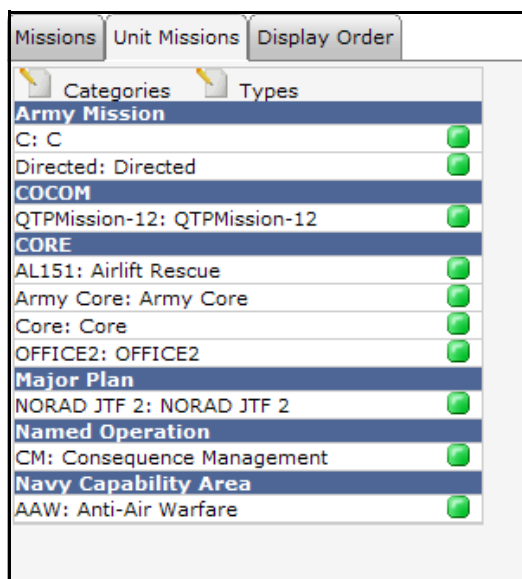 Missions Unit Missions Display Order
Categories Types
Army Mission
C: C
Directed: Directed
COCOM
QTPMission-12: QTPMission-12
CORE
AL151: Airlift Rescue
Army Core: Army Core
Core: Core
OFFICE2: OFFICE2
Major Plan
NORAD JTF 2: NORAD JTF 2
Named Operation
CM: Consequence Management
Navy Capability Area
AAW: Anti-Air Warfare